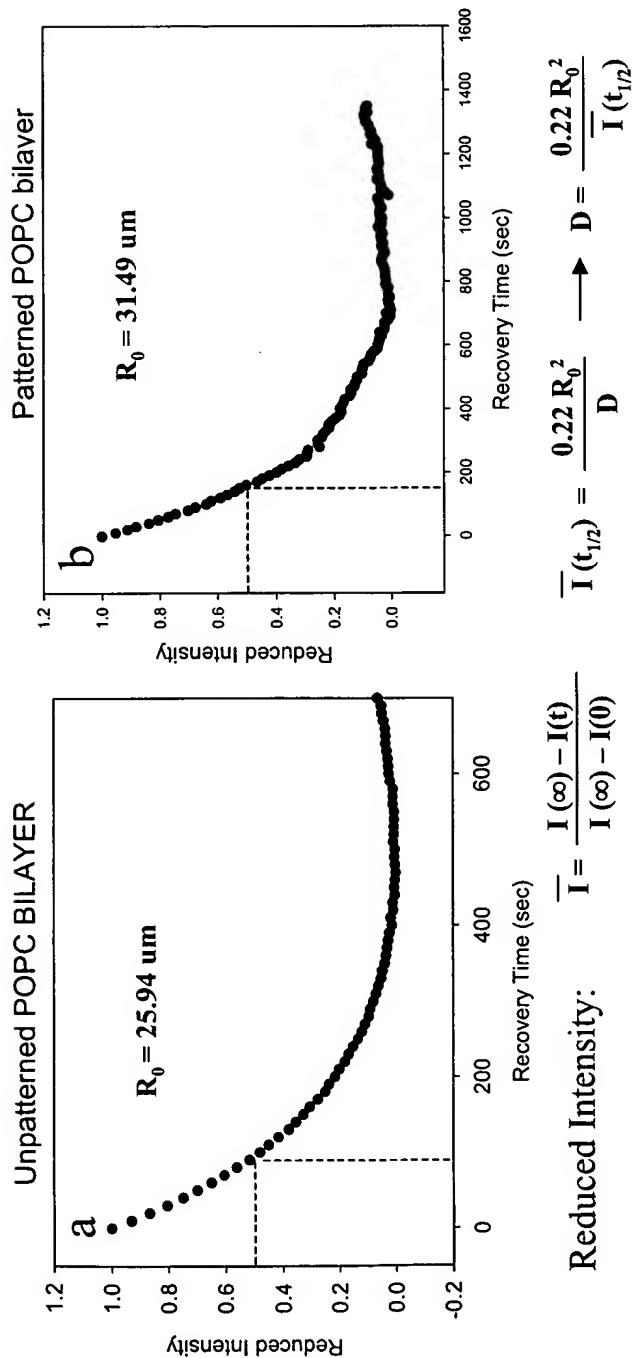 Unpatterned POPC BILAYER
a
R₀ = 25.94 um
1.2
1.0
0.8
0.6
0.4
0.2
0.0
-0.2
Reduced Intensity
0
200
400
600
Recovery Time (sec)
Patterned POPC bilayer
b
R₀ = 31.49 um
1.2
1.0
0.8
0.6
0.4
0.2
0.0
Reduced Intensity
0
200
400
600
800
1000
1200
1400
1600
Recovery Time (sec)
Reduced Intensity: Ī = (I (∞) − I(t)) / (I (∞) − I(0))
Ī (t₁/₂) = 0.22 R₀² / D → D = 0.22 R₀² / Ī (t₁/₂)